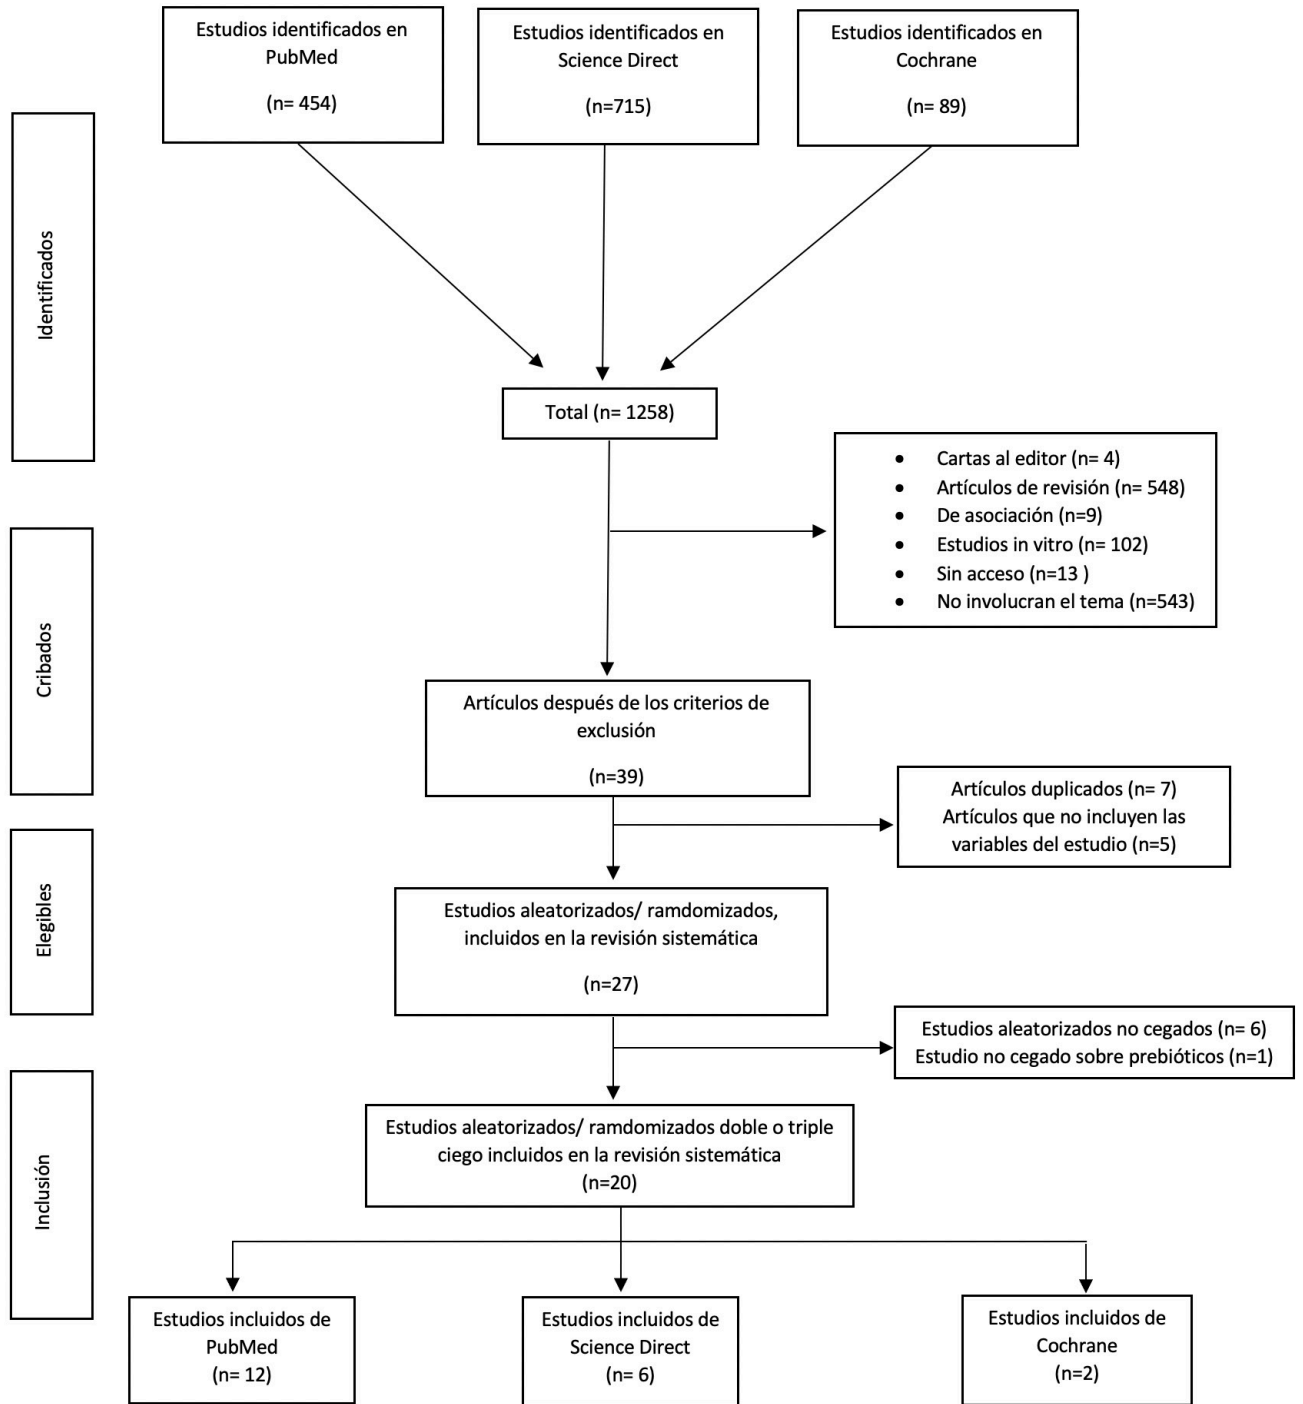 Estudios identificados en
PubMed
(n= 454)
Estudios identificados en
Science Direct
(n=715)
Estudios identificados en
Cochrane
(n= 89)
Identificados
Total (n= 1258)
• Cartas al editor (n= 4)
• Artículos de revisión (n= 548)
• De asociación (n=9)
• Estudios in vitro (n= 102)
• Sin acceso (n=13 )
• No involucran el tema (n=543)
Cribados
Artículos después de los criterios de
exclusión
(n=39)
Artículos duplicados (n= 7)
Artículos que no incluyen las
variables del estudio (n=5)
Elegibles
Estudios aleatorizados/ ramdomizados,
incluidos en la revisión sistemática
(n=27)
Estudios aleatorizados no cegados (n= 6)
Estudio no cegado sobre prebióticos (n=1)
Inclusión
Estudios aleatorizados/ ramdomizados doble o triple
ciego incluidos en la revisión sistemática
(n=20)
Estudios incluidos de
PubMed
(n= 12)
Estudios incluidos de
Science Direct
(n= 6)
Estudios incluidos de
Cochrane
(n=2)